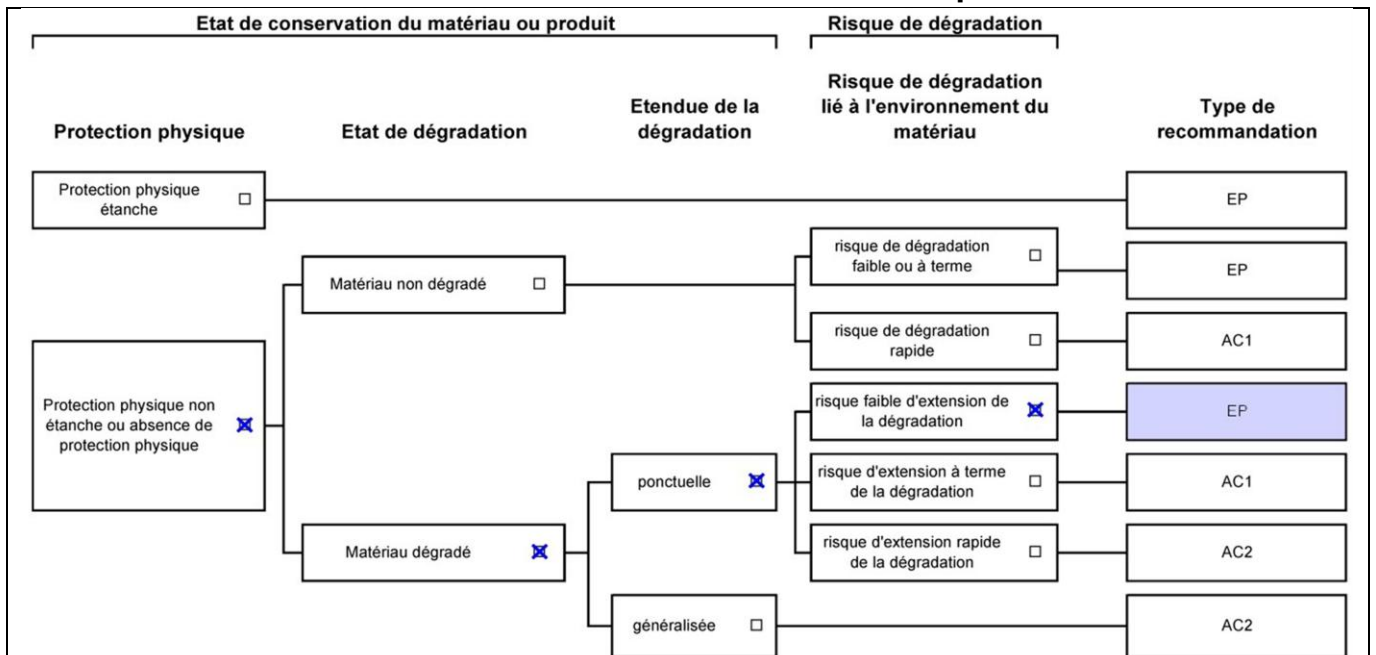 Etat de conservation du matériau ou produit
Risque de dégradation
Protection physique
Etat de dégradation
Etendue de la
dégradation
Risque de dégradation
lié à l'environnement du
matériau
Type de
recommandation
Protection physique
étanche
EP
risque de dégradation
faible ou à terme
EP
Matériau non dégradé
risque de dégradation
rapide
AC1
Protection physique non
étanche ou absence de
protection physique
risque faible d'extension de
la dégradation
EP
ponctuelle
risque d'extension à terme
de la dégradation
AC1
Matériau dégradé
risque d'extension rapide
de la dégradation
AC2
généralisée
AC2